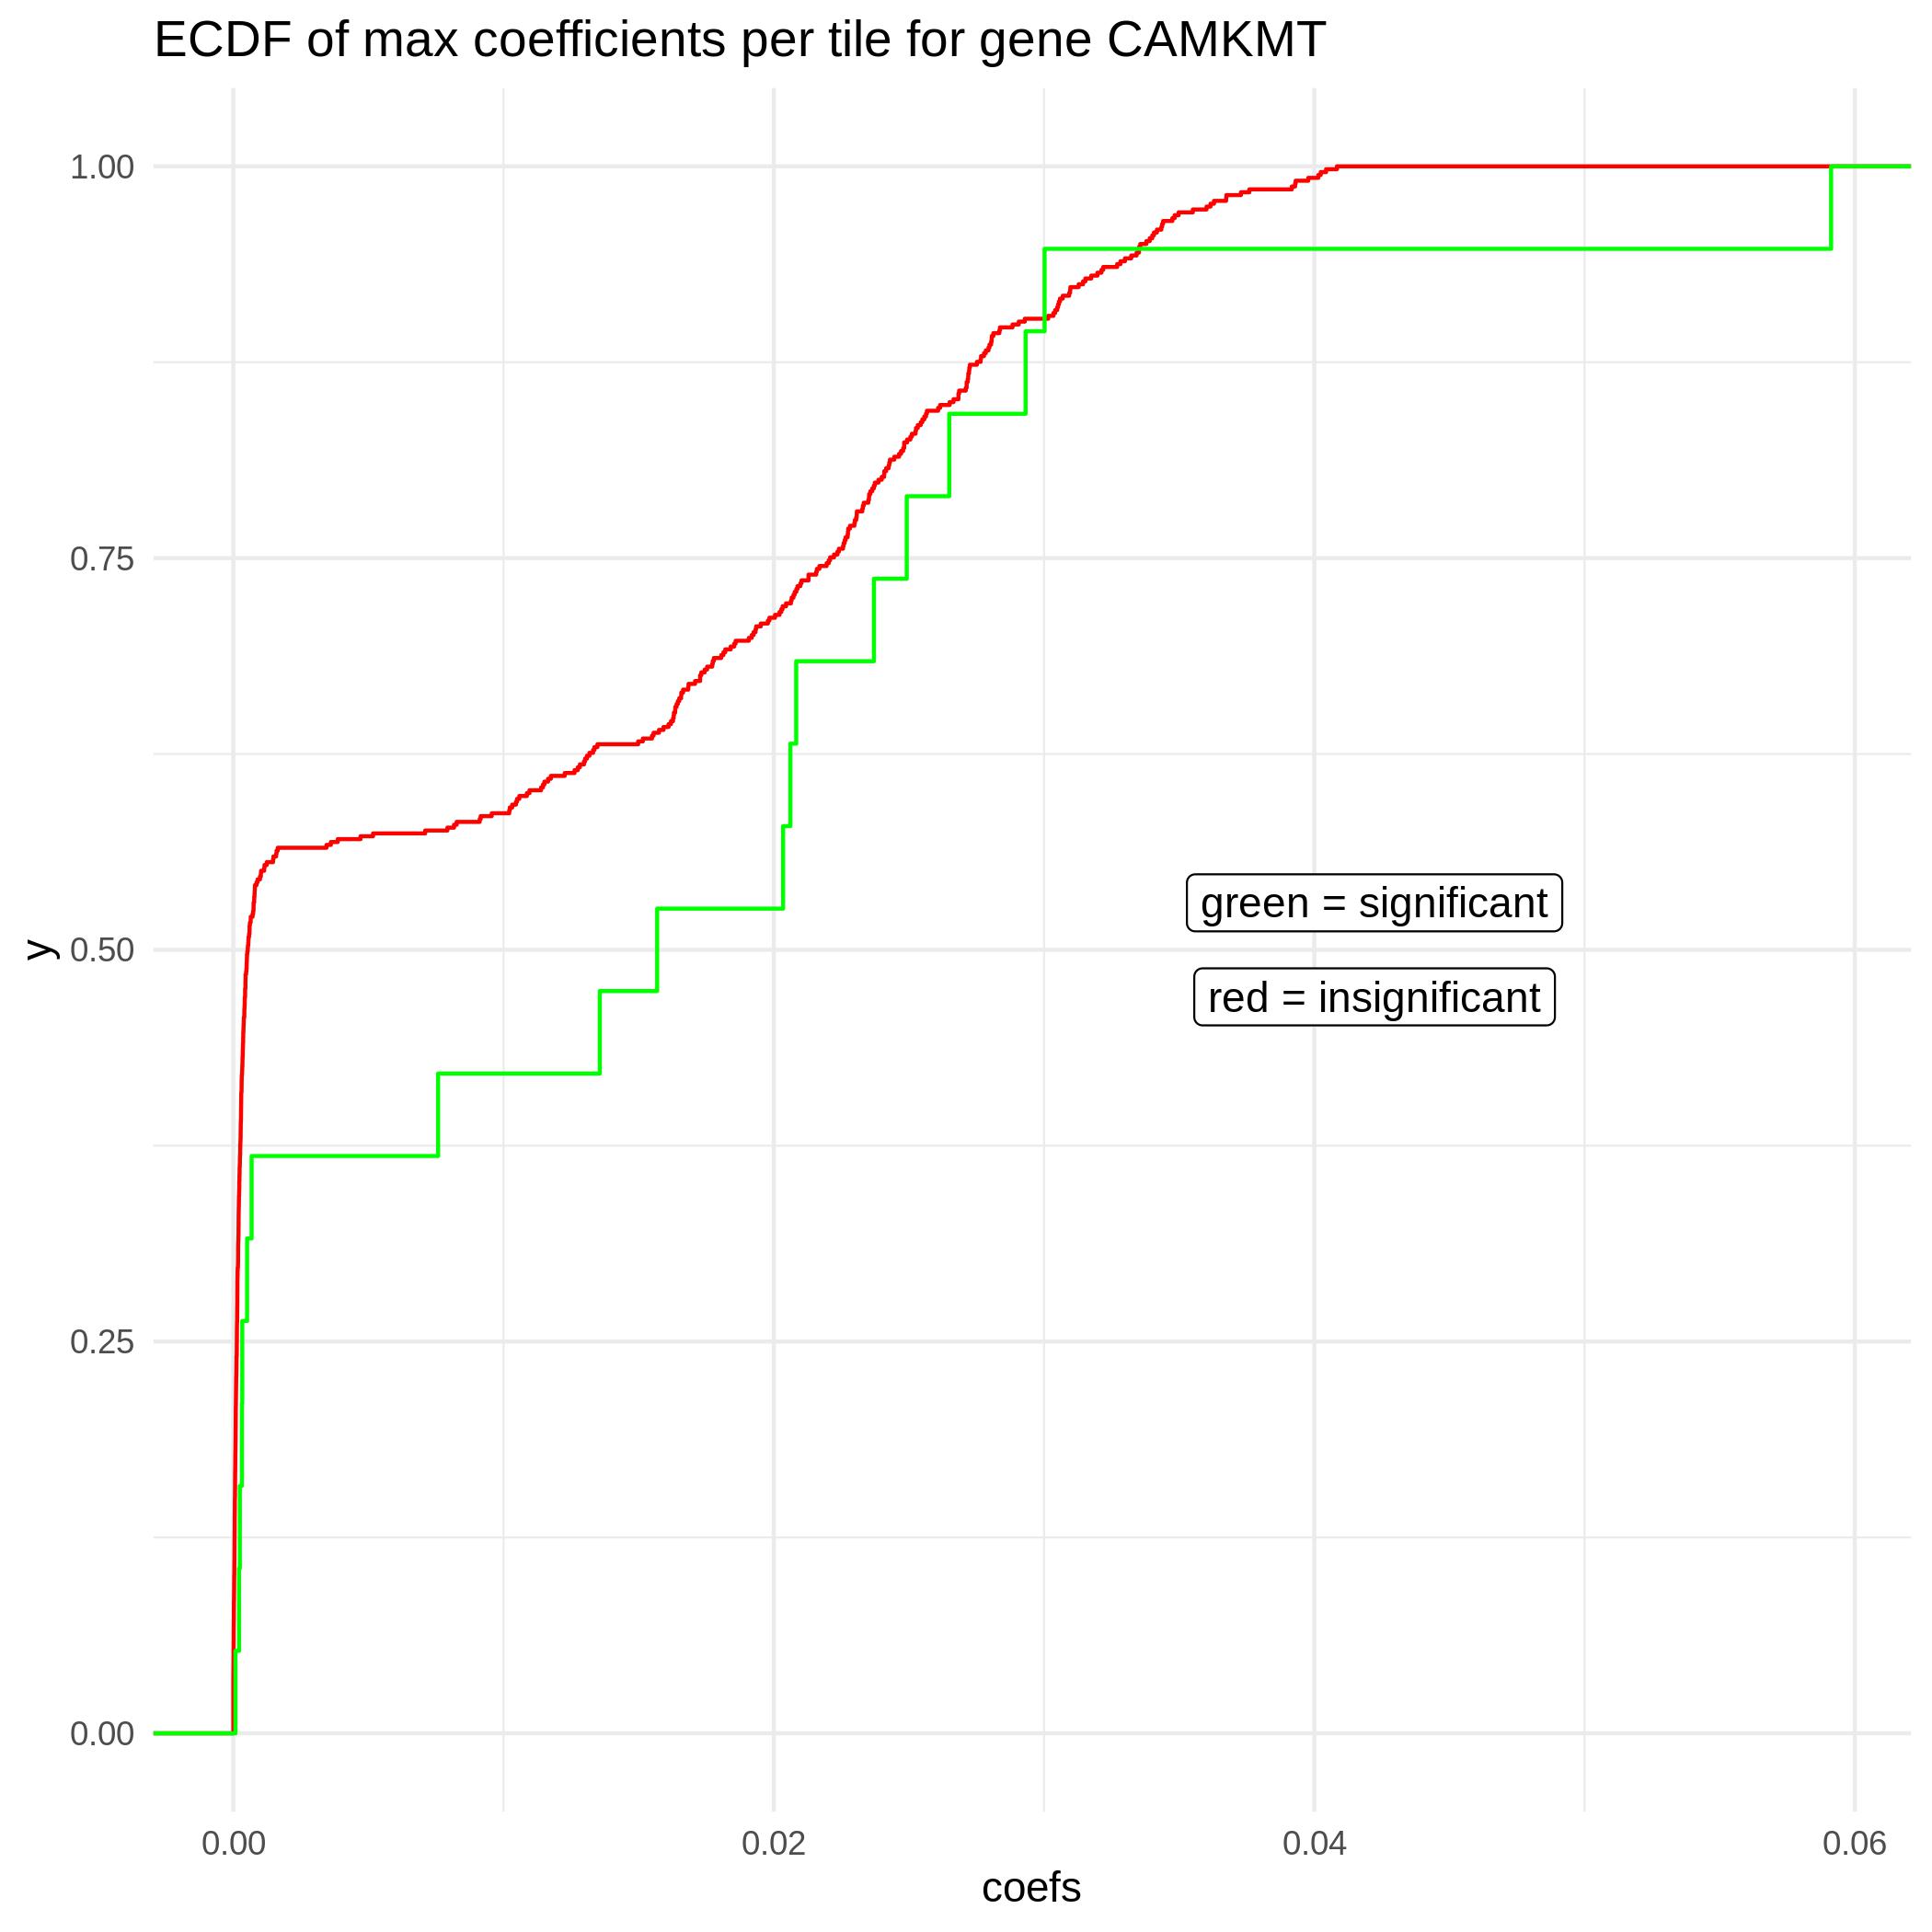 ECDF of max coefficients per tile for gene CAMKMT
1.00
0.75
0.50
0.25
0.00
y
green = significant
red = insignificant
0.00
0.02
0.04
0.06
coefs